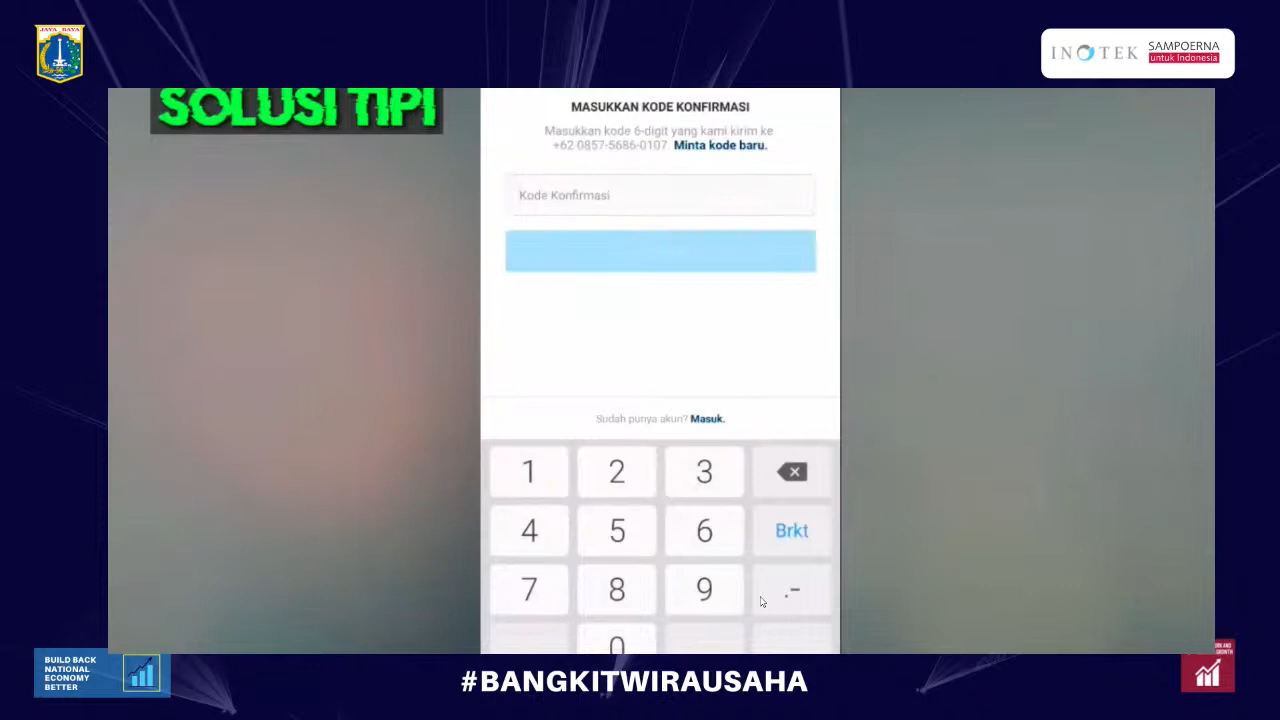 JAYA RAYA
INOTEK
SAMPOERNA
untuk Indonesia
SOLUSI TIPI
MASUKKAN KODE KONFIRMASI
Masukkan kode 6-digit yang kami kirim ke
+62 0857-5686-0107. Minta kode baru.
Kode Konfirmasi
Sudah punya akun? Masuk.
1 2 3
4 5 6 Brkt
7 8 9 .-
0
BUILD BACK
NATIONAL
ECONOMY
BETTER
#BANGKITWIRAUSAHA